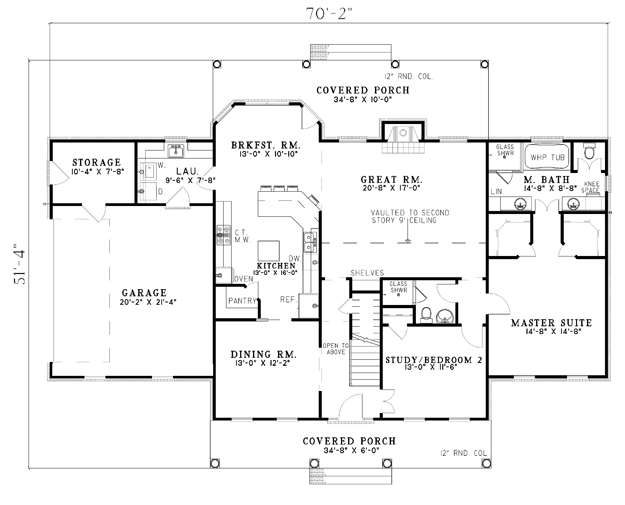 70'-2"
12" RND. COL.
COVERED PORCH
34'-8" X 10'-0"
BRKFST. RM.
13'-0" X 10'-10"
STORAGE
10'-4" X 7'-8"
W.
LAU.
9'-6" X 7'-8"
D
GREAT RM.
20'-8" X 17'-0"
VAULTED TO SECOND
STORY 9' CEILING
GLASS
SHWR
WHP TUB
M. BATH
14'-8" X 8'-8"
KNEE
SPACE
LIN
51'-4"
C.T.
M.W.
DW.
KITCHEN
13'-0" X 16'-0"
OVEN
PANTRY
REF.
SHELVES
GLASS
SHWR
GARAGE
20'-2" X 21'-4"
MASTER SUITE
14'-8" X 14'-8"
DINING RM.
13'-0" X 12'-2"
OPEN TO
ABOVE
STUDY/BEDROOM 2
13'-0" X 11'-6"
COVERED PORCH
34'-8" X 6'-0"
12" RND. COL.